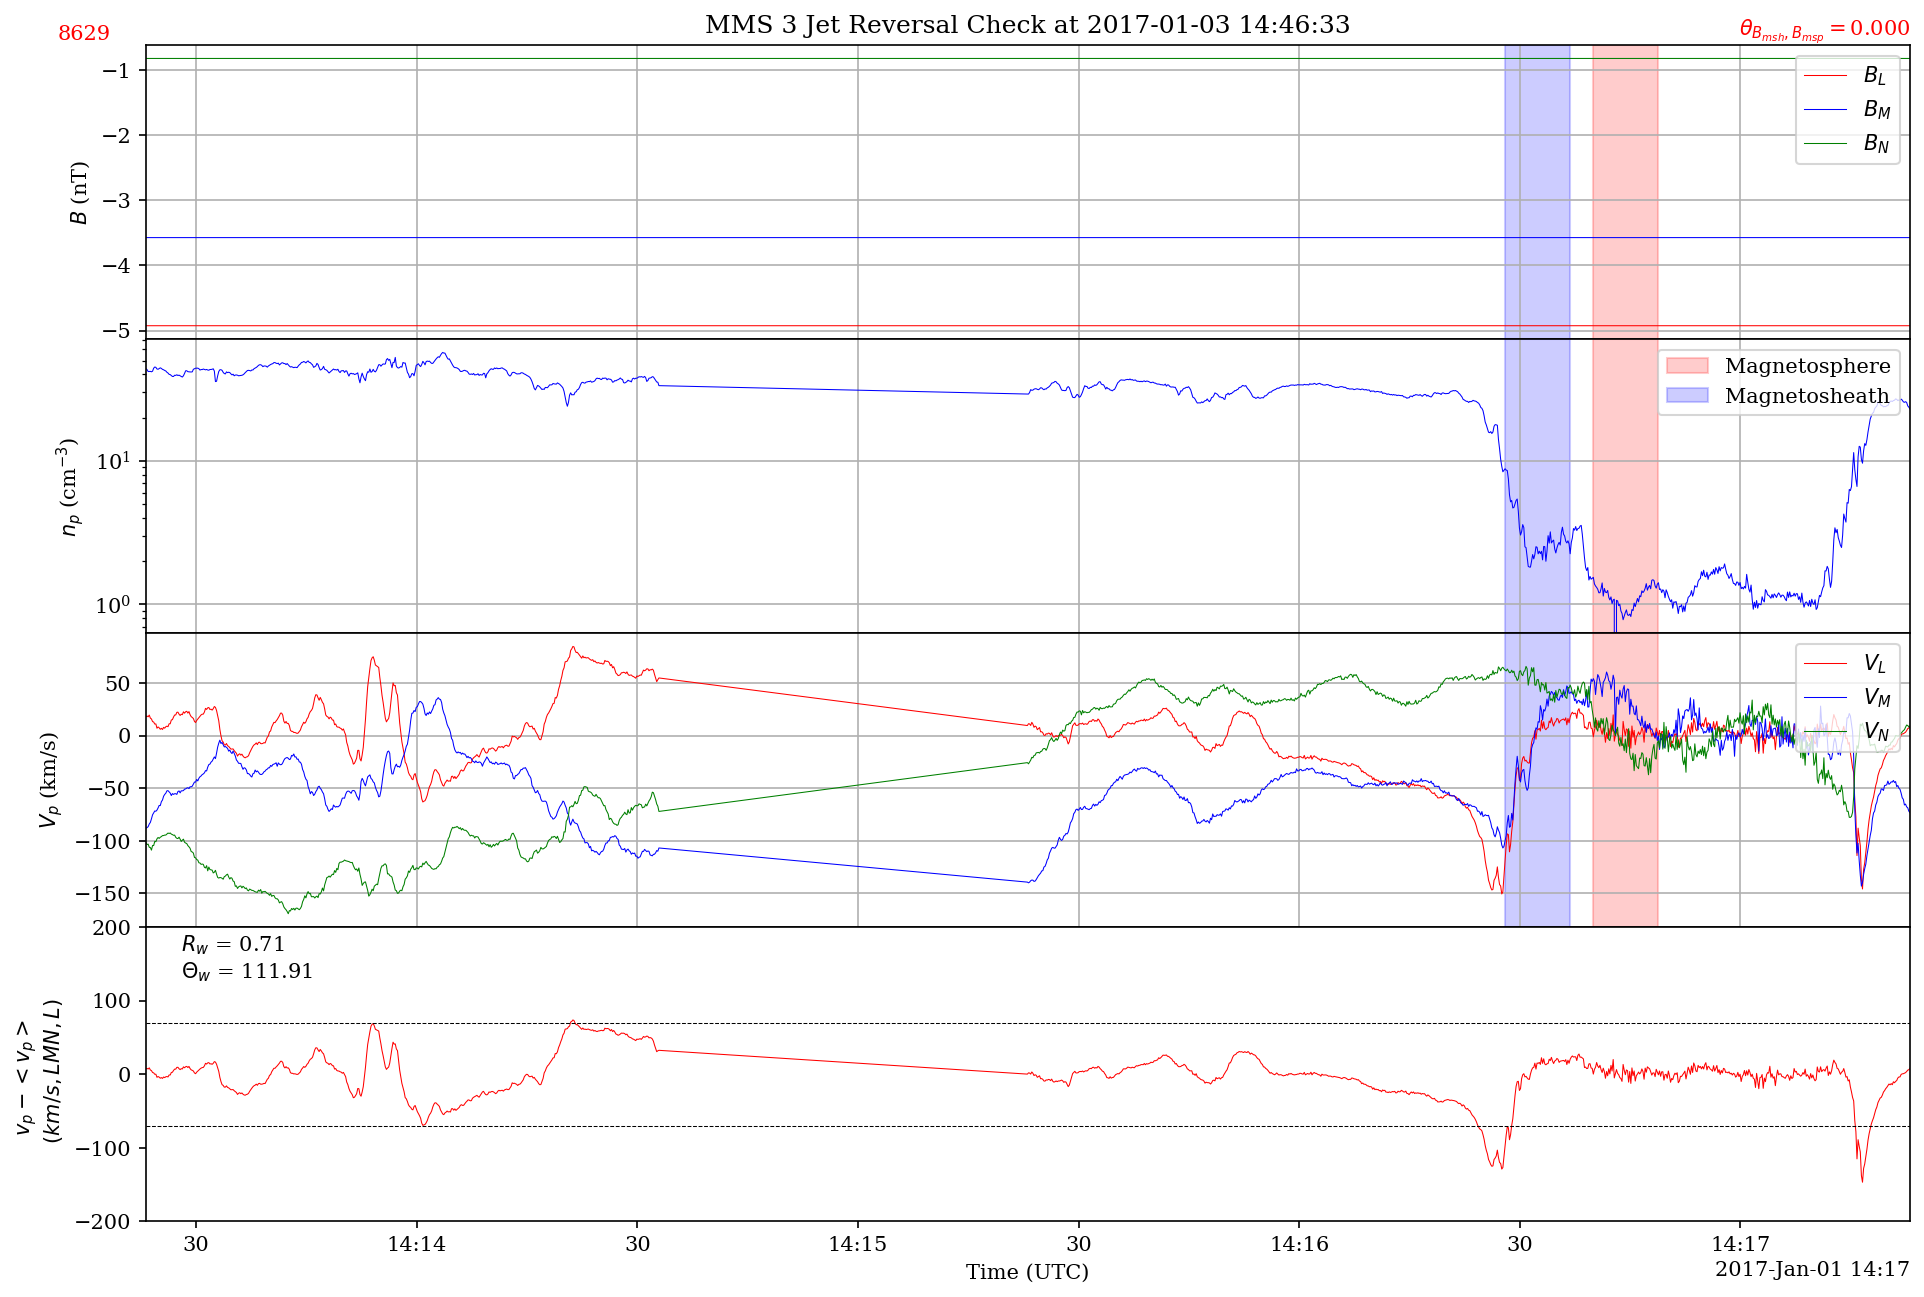 MMS 3 Jet Reversal Check at 2017-01-03 14:46:33
8629
θ_{B_{msh}, B_{msp}} = 0.000
−1
−2
−3
−4
−5
B (nT)
B_L
B_M
B_N
10^1
10^0
n_p (cm^{−3})
Magnetosphere
Magnetosheath
50
0
−50
−100
−150
V_p (km/s)
V_L
V_M
V_N
200
100
0
−100
−200
v_p − < v_p >
(km/s, LMN, L)
R_w = 0.71
Θ_w = 111.91
30 14:14 30 14:15 30 14:16 30 14:17
Time (UTC)
2017-Jan-01 14:17